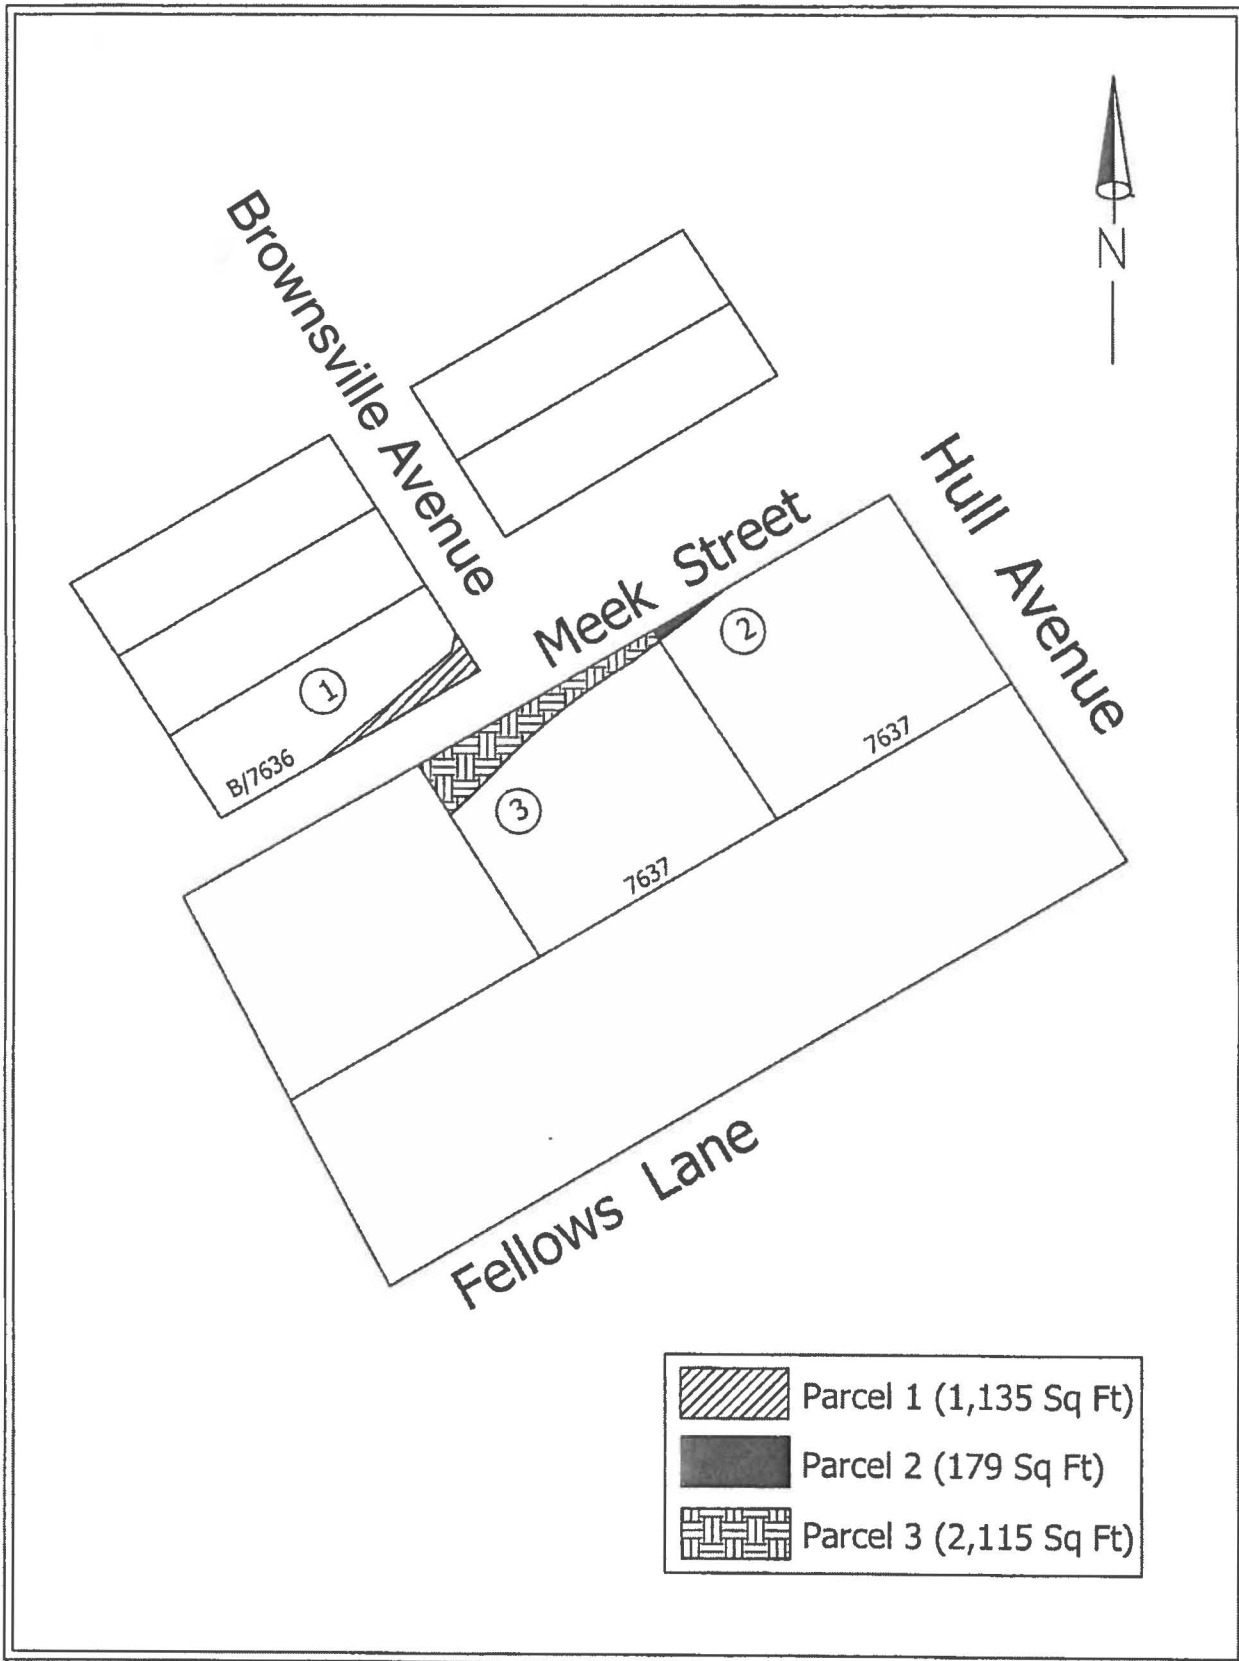 N
Brownsville Avenue
Hull Avenue
Meek Street
2
1
B/7636
7637
3
7637
Fellows Lane
Parcel 1 (1,135 Sq Ft)
Parcel 2 (179 Sq Ft)
Parcel 3 (2,115 Sq Ft)